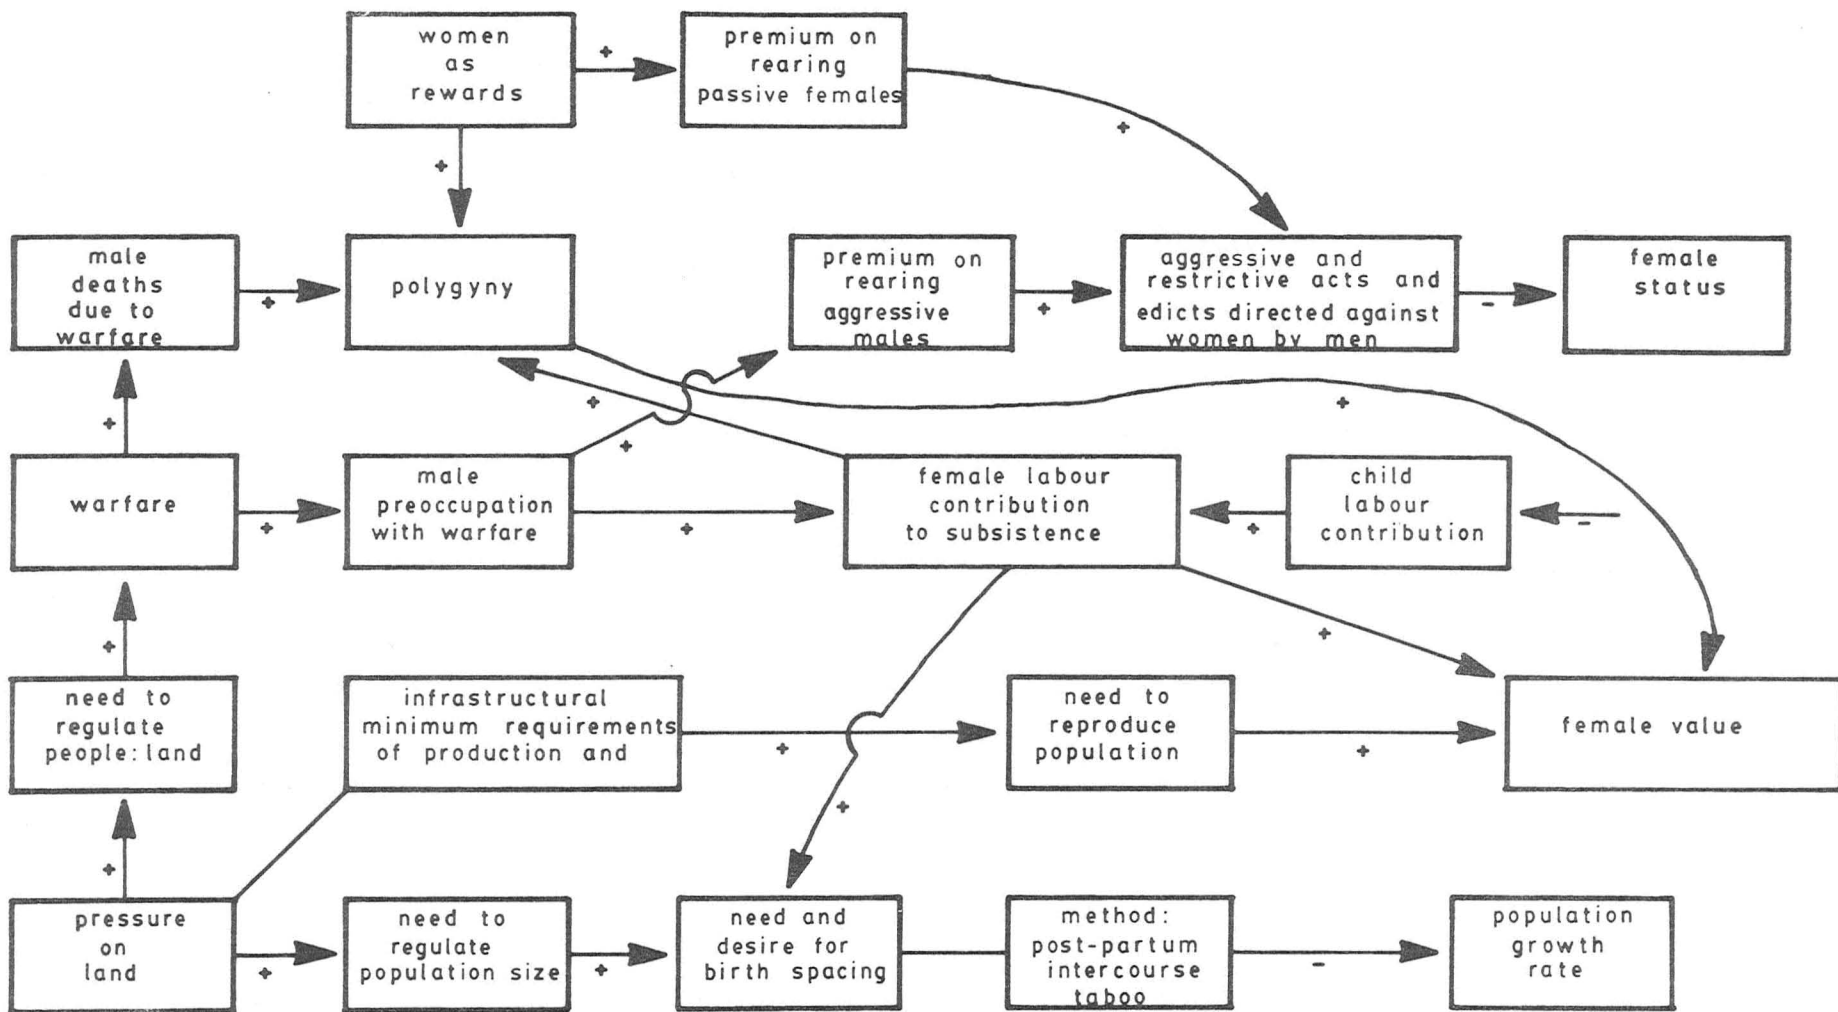 women
as
rewards
+
premium on
rearing
passive females
+
+
male
deaths
due to
warfare
+
polygyny
premium on
rearing
aggressive
males
+
aggressive and
restrictive acts and
edicts directed against
women by men
-
female
status
+
+
+
+
warfare
+
male
preoccupation
with warfare
+
female labour
contribution
to subsistence
+
child
labour
contribution
-
+
+
need to
regulate
people: land
infrastructural
minimum requirements
of production and
+
need to
reproduce
population
+
female value
+
+
pressure
on
land
+
need to
regulate
population size
+
need and
desire for
birth spacing
method:
post-partum
intercourse
taboo
-
population
growth
rate